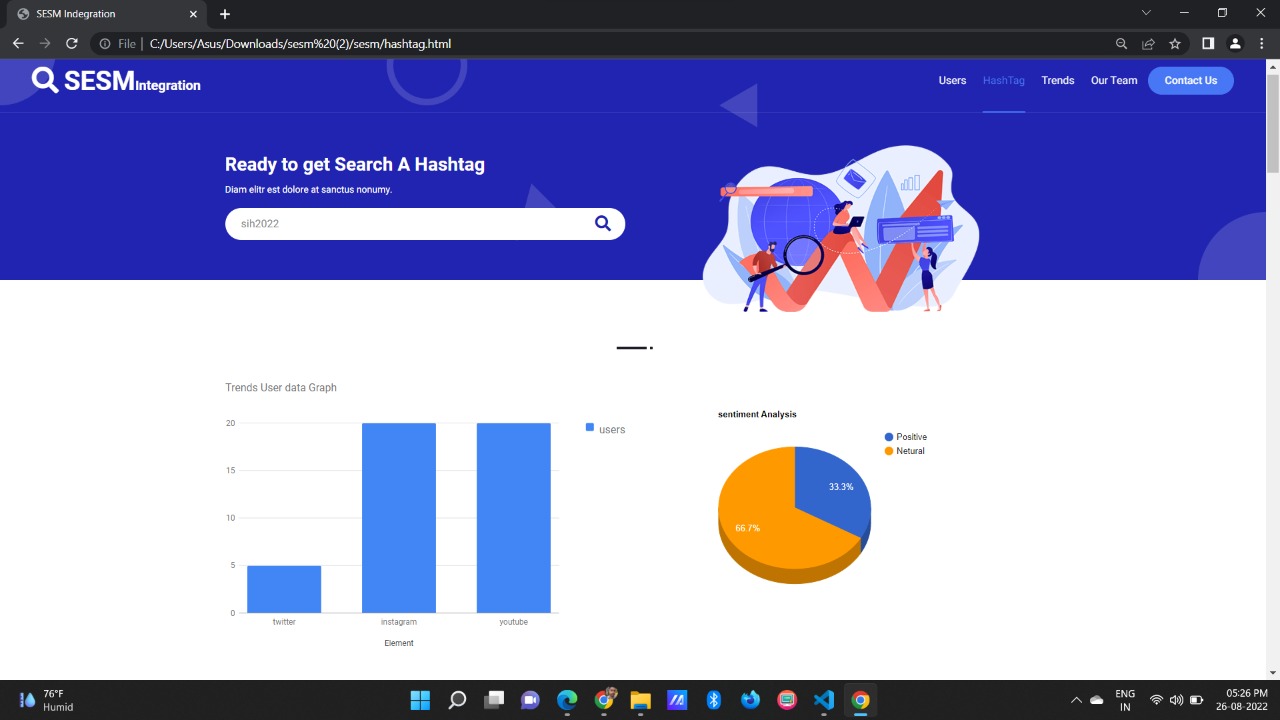 SESM Indegration
File
C:/Users/Asus/Downloads/sesm%20(2)/sesm/hashtag.html
SESMIntegration
Users
HashTag
Trends
Our Team
Contact Us
Ready to get Search A Hashtag
Diam elitr est dolore at sanctus nonumy.
sih2022
Trends User data Graph
20
15
10
5
0
twitter
instagram
youtube
Element
users
sentiment Analysis
Positive
Netural
33.3%
66.7%
76°F
Humid
ENG
IN
05:26 PM
26-08-2022